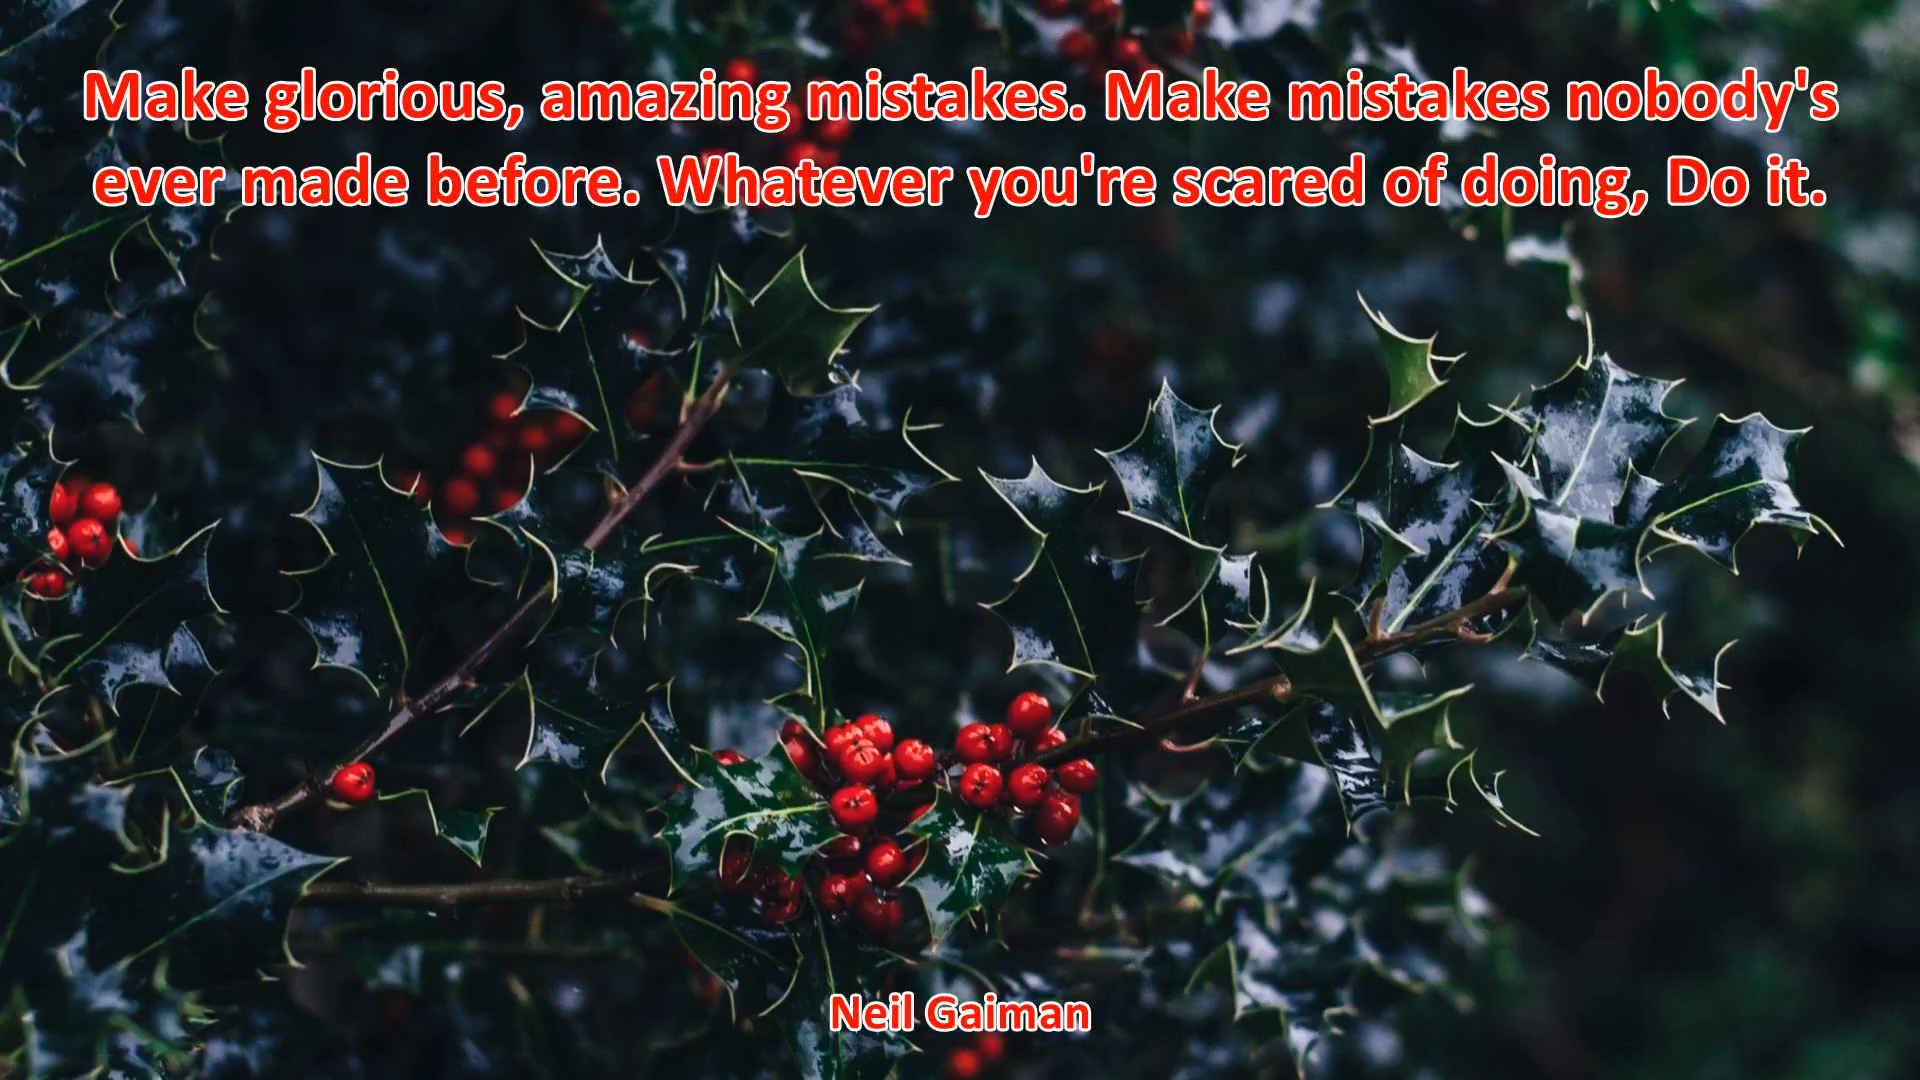 Make glorious, amazing mistakes. Make mistakes nobody's
ever made before. Whatever you're scared of doing, Do it.
Neil Gaiman